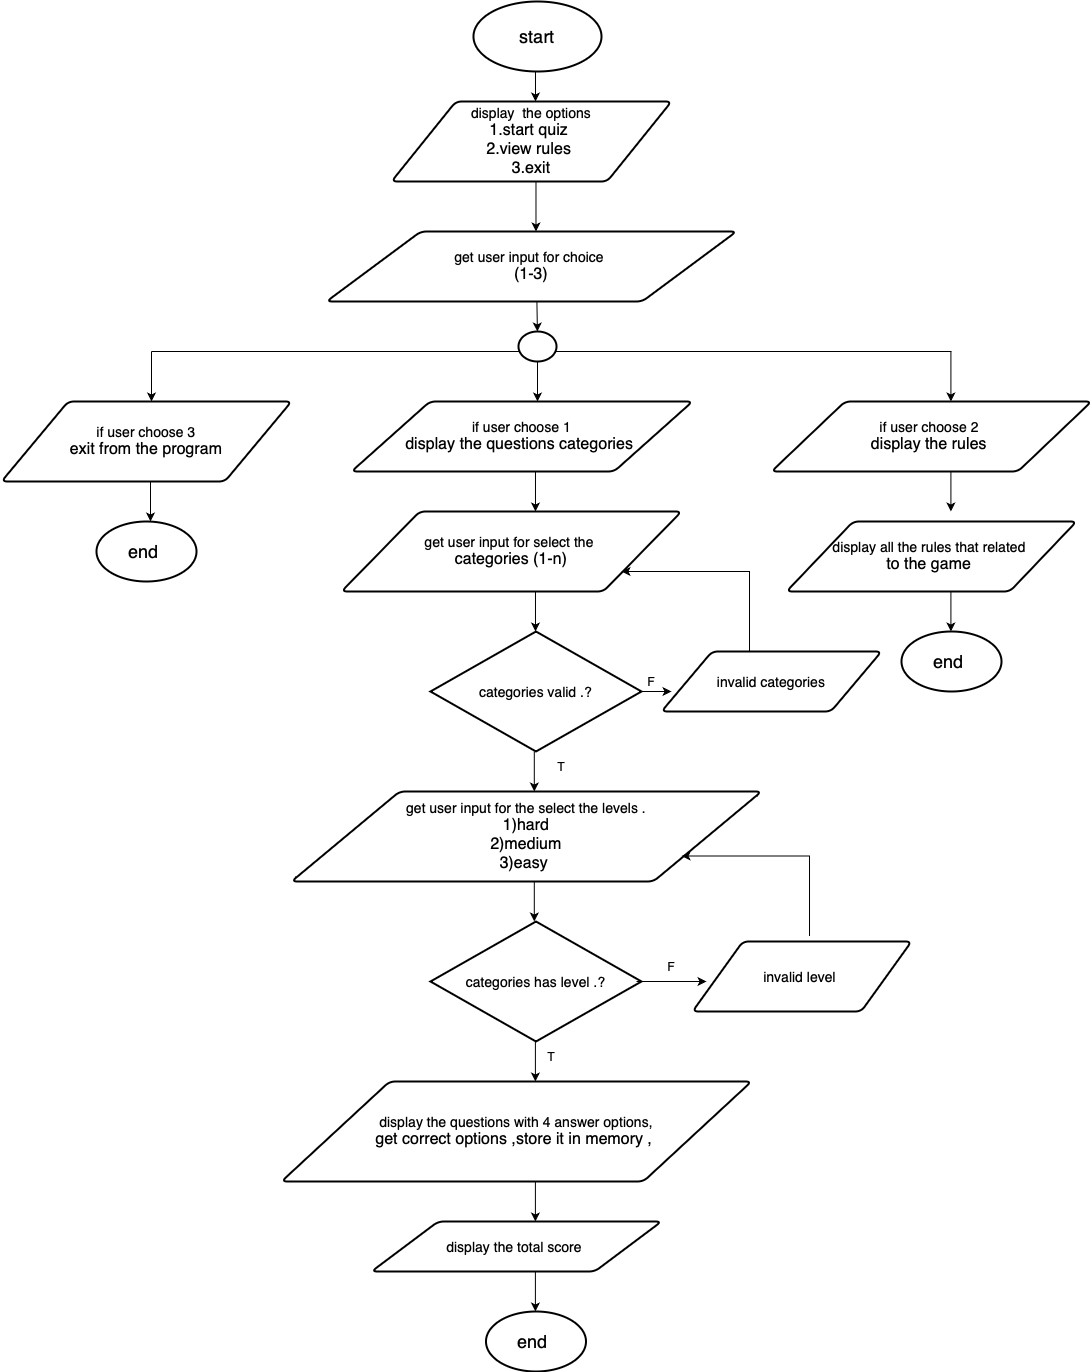 start
display the options
1.start quiz
2.view rules
3.exit
get user input for choice
(1-3)
if user choose 3
exit from the program
end
if user choose 1
display the questions categories
if user choose 2
display the rules
get user input for select the
categories (1-n)
display all the rules that related
to the game
end
categories valid .?
F
invalid categories
T
get user input for the select the levels .
1)hard
2)medium
3)easy
categories has level .?
F
invalid level
T
display the questions with 4 answer options,
get correct options ,store it in memory ,
display the total score
end